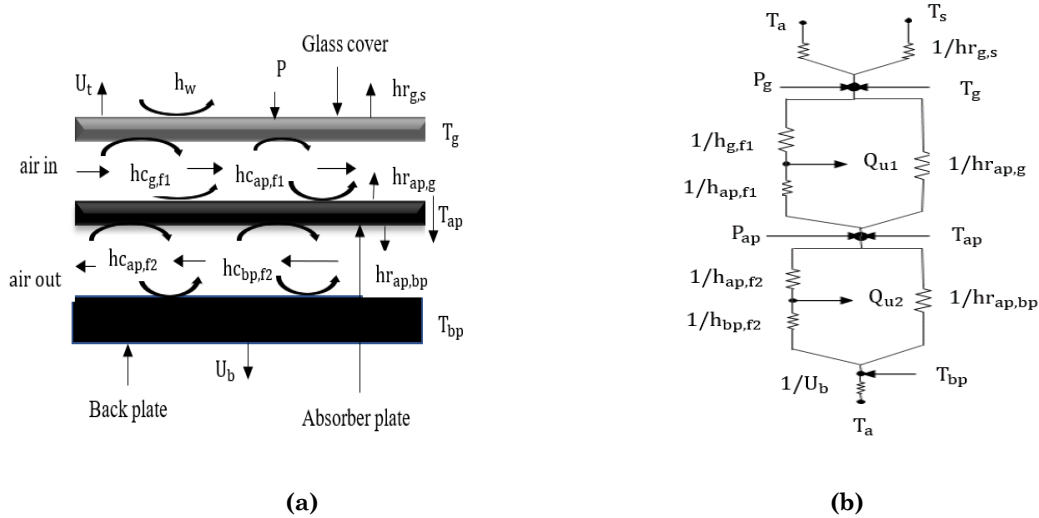 Glass cover
U_t
h_w
P
hr_g,s
T_g
air in
hc_g,f1
hc_ap,f1
hr_ap,g
T_ap
air out
hc_ap,f2
hc_bp,f2
hr_ap,bp
T_bp
U_b
Back plate
Absorber plate
(a)
T_a
T_s
1/hr_g,s
P_g
T_g
1/h_g,f1
Q_u1
1/hr_ap,g
1/h_ap,f1
P_ap
T_ap
1/h_ap,f2
Q_u2
1/hr_ap,bp
1/h_bp,f2
T_bp
1/U_b
T_a
(b)